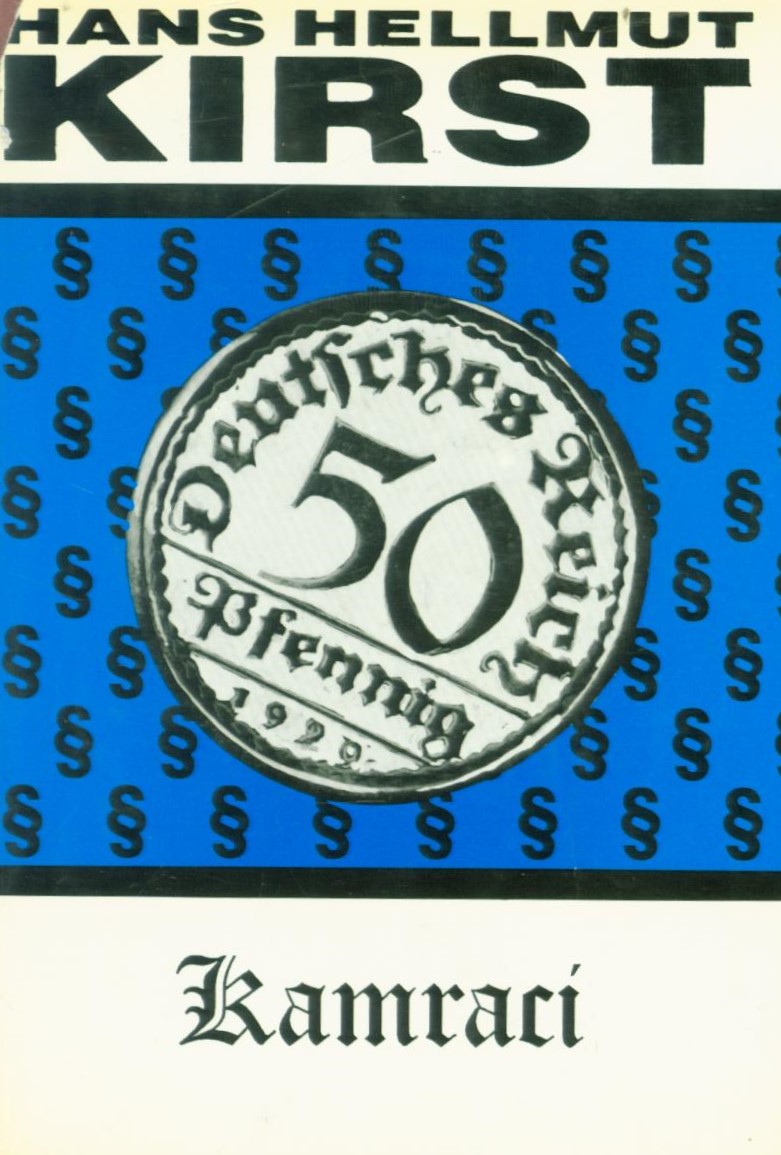 HANS HELLMUT
KIRST
Deutsches Reich
50
Pfennig
Kamraci